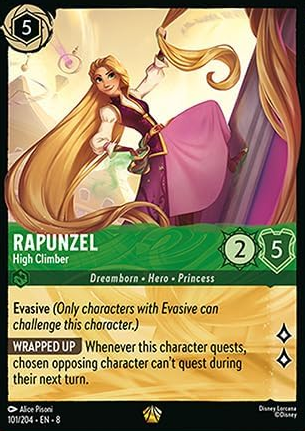 5
RAPUNZEL
High Climber
2
5
Dreamborn • Hero • Princess
Evasive (Only characters with Evasive can
challenge this character.)
WRAPPED UP Whenever this character quests,
chosen opposing character can't quest during
their next turn.
Alice Pisoni
101/204 • EN • 8
Disney Lorcana
©Disney